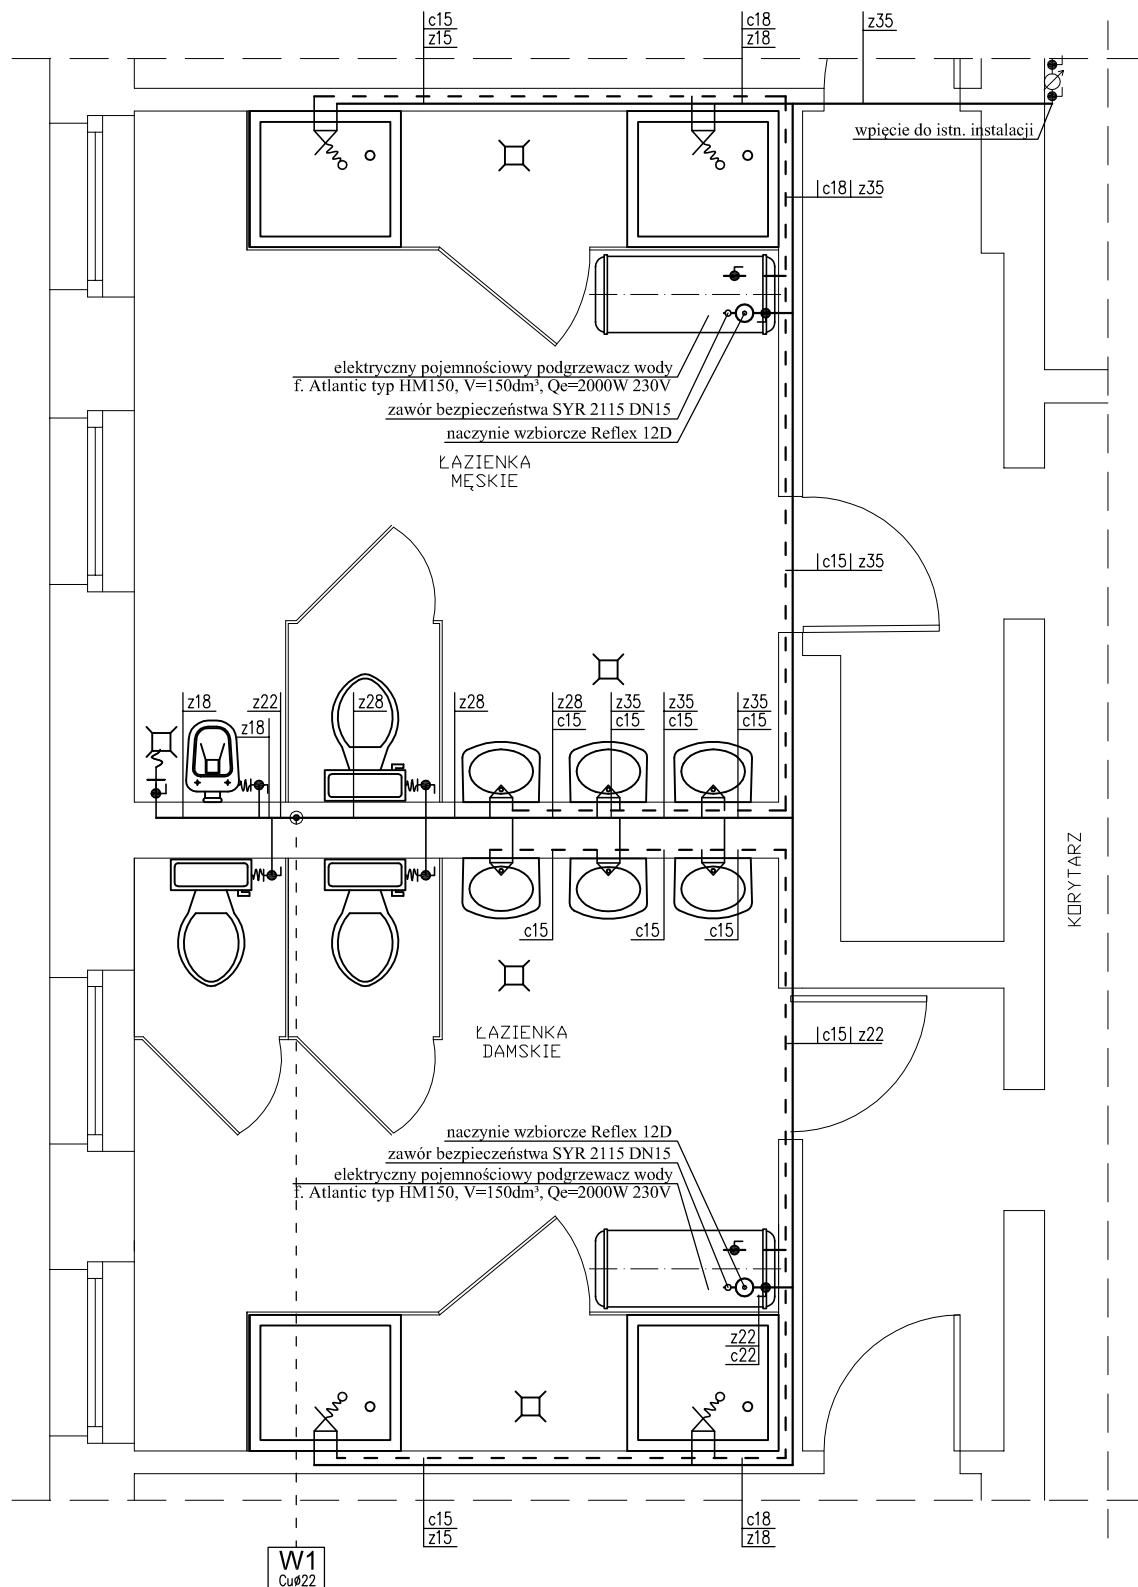 c15
z15
c18
z18
z35
wpięcie do istn. instalacji
c18 z35
elektryczny pojemnościowy podgrzewacz wody
f. Atlantic typ HM150, V=150dm³, Qe=2000W 230V
zawór bezpieczeństwa SYR 2115 DN15
naczynie wzbiorcze Reflex 12D
ŁAZIENKA
MĘSKIE
c15 z35
z18
z22
z18
z28
z28
z28
c15
z35
c15
z35
c15
z35
c15
KORYTARZ
c15
c15
c15
ŁAZIENKA
DAMSKIE
c15 z22
naczynie wzbiorcze Reflex 12D
zawór bezpieczeństwa SYR 2115 DN15
elektryczny pojemnościowy podgrzewacz wody
f. Atlantic typ HM150, V=150dm³, Qe=2000W 230V
z22
c22
c15
z15
c18
z18
W1
Cuø22